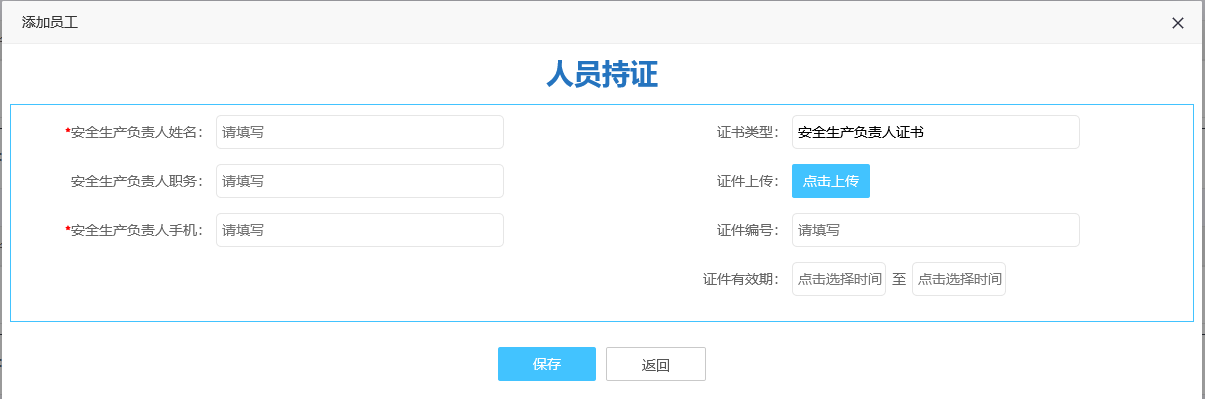 添加员工
人员持证
*安全生产负责人姓名： 请填写 证书类型： 安全生产负责人证书
安全生产负责人职务： 请填写 证件上传： 点击上传
*安全生产负责人手机： 请填写 证件编号： 请填写
证件有效期： 点击选择时间 至 点击选择时间
保存 返回